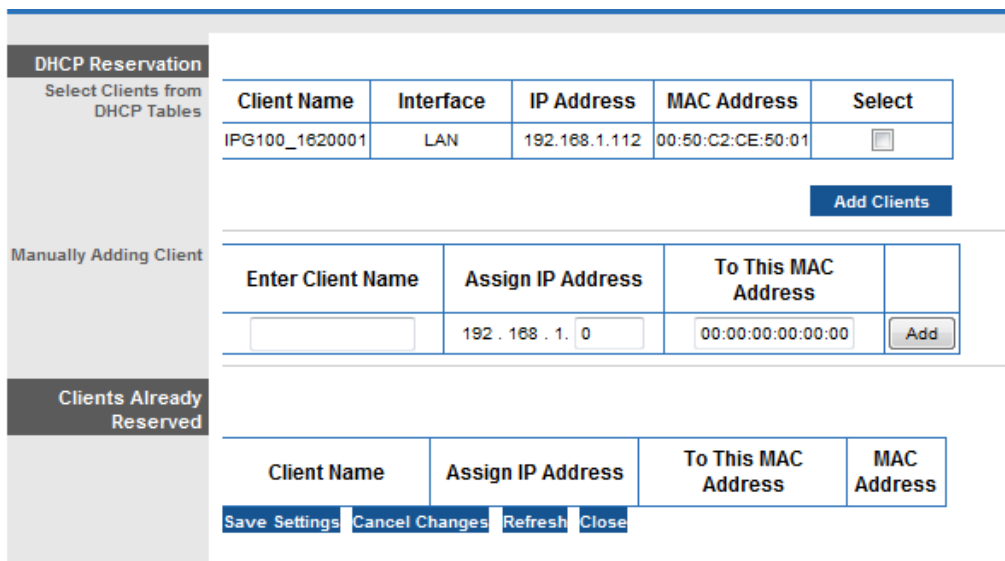 DHCP Reservation
Select Clients from
DHCP Tables
Client Name Interface IP Address MAC Address Select
IPG100_1620001 LAN 192.168.1.112 00:50:C2:CE:50:01
Add Clients
Manually Adding Client
Enter Client Name Assign IP Address To This MAC
Address
192 . 168 . 1. 0 00:00:00:00:00:00 Add
Clients Already
Reserved
Client Name Assign IP Address To This MAC
Address MAC
Address
Save Settings Cancel Changes Refresh Close